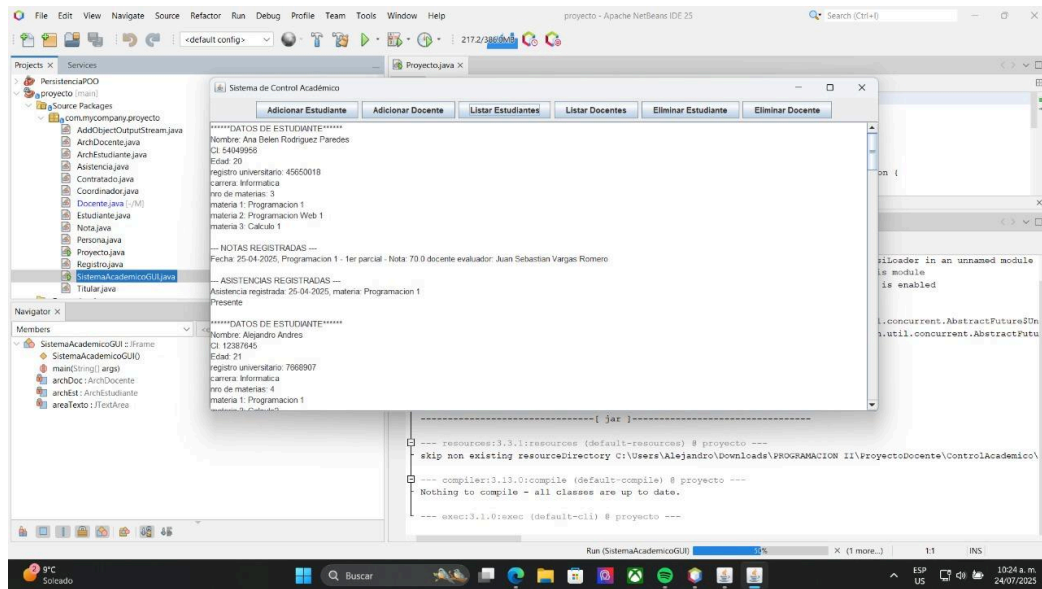 File Edit View Navigate Source Refactor Run Debug Profile Team Tools Window Help
proyecto - Apache NetBeans IDE 25
Search (Ctrl+I)
<default config>
Projects
Services
Proyecto.java
PersistenciaPOO
proyecto [main]
Source Packages
com.mycompany.proyecto
AddObjectOutputStream.java
ArchDocente.java
ArchEstudiante.java
Asistencia.java
Contratado.java
Coordinador.java
Docente.java [-/M]
Estudiante.java
Nota.java
Persona.java
Proyecto.java
Registro.java
SistemaAcademicoGUI.java
Titular.java
Navigator
Members
SistemaAcademicoGUI :: JFrame
SistemaAcademicoGUI()
main(String[] args)
archDoc : ArchDocente
archEst : ArchEstudiante
areaTexto : JTextArea
Sistema de Control Académico
Adicionar Estudiante Adicionar Docente Listar Estudiantes Listar Docentes Eliminar Estudiante Eliminar Docente
******DATOS DE ESTUDIANTE******
Nombre: Ana Belen Rodriguez Paredes
CI: 54049956
Edad: 20
registro universitario: 45650018
carrera: Informatica
nro de materias: 3
materia 1: Programacion 1
materia 2: Programacion Web 1
materia 3: Calculo 1
--- NOTAS REGISTRADAS ---
Fecha: 25-04-2025, Programacion 1 - 1er parcial - Nota: 70.0 docente evaluador: Juan Sebastian Vargas Romero
--- ASISTENCIAS REGISTRADAS ---
Asistencia registrada: 25-04-2025, materia: Programacion 1
Presente
******DATOS DE ESTUDIANTE******
Nombre: Alejandro Andres
CI: 12387645
Edad: 21
registro universitario: 7668907
carrera: Informatica
nro de materias: 4
materia 1: Programacion 1
on {
siLoader in an unnamed module
is module
is enabled
l.concurrent.AbstractFuture$Un
.util.concurrent.AbstractFutu
--------------------------------[ jar ]---------------------------------
--- resources:3.3.1:resources (default-resources) @ proyecto ---
skip non existing resourceDirectory C:\Users\Alejandro\Downloads\PROGRAMACION II\ProyectoDocente\ControlAcademico\
--- compiler:3.13.0:compile (default-compile) @ proyecto ---
Nothing to compile - all classes are up to date.
--- exec:3.1.0:exec (default-cli) @ proyecto ---
Run (SistemaAcademicoGUI)
(1 more...)
1:1
INS
2
9°C
Soleado
Buscar
ESP
US
10:24 a. m.
24/07/2025